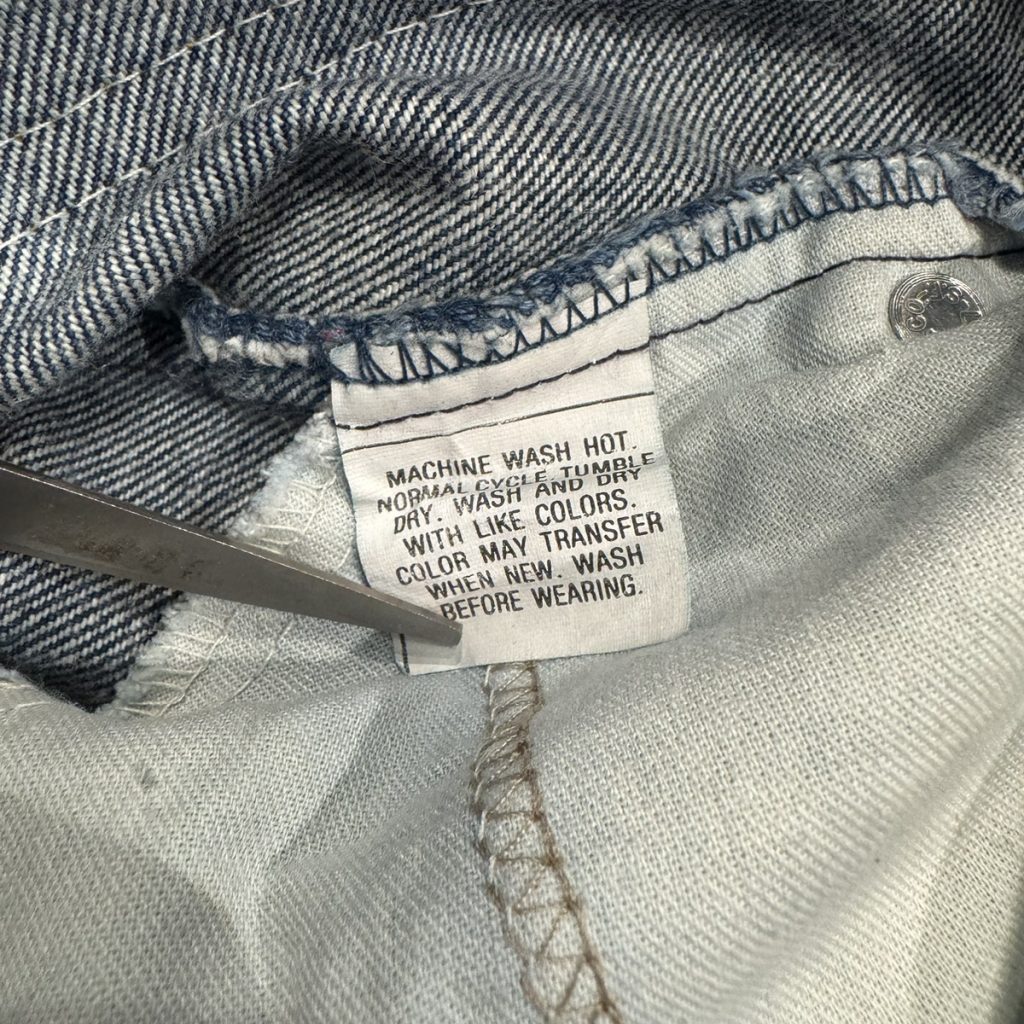 MACHINE WASH HOT.
NORMAL CYCLE, TUMBLE
DRY. WASH AND DRY
WITH LIKE COLORS.
COLOR MAY TRANSFER
WHEN NEW. WASH
BEFORE WEARING.